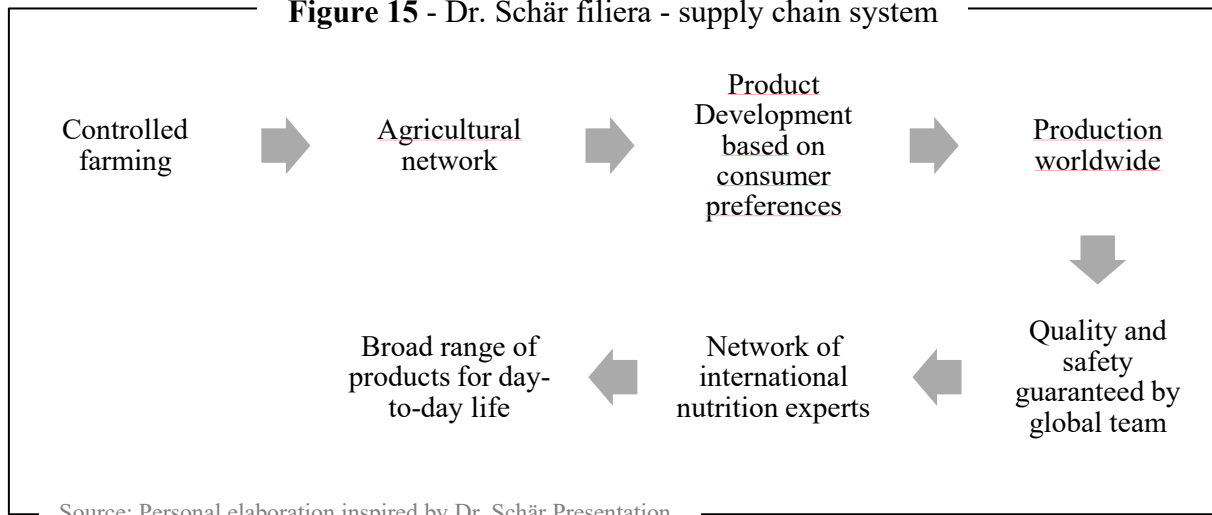 Figure 15 - Dr. Schär filiera - supply chain system
Controlled
farming
Agricultural
network
Product
Development
based on
consumer
preferences
Production
worldwide
Quality and
safety
guaranteed by
global team
Network of
international
nutrition experts
Broad range of
products for day-
to-day life
Source: Personal elaboration inspired by Dr. Schär Presentation